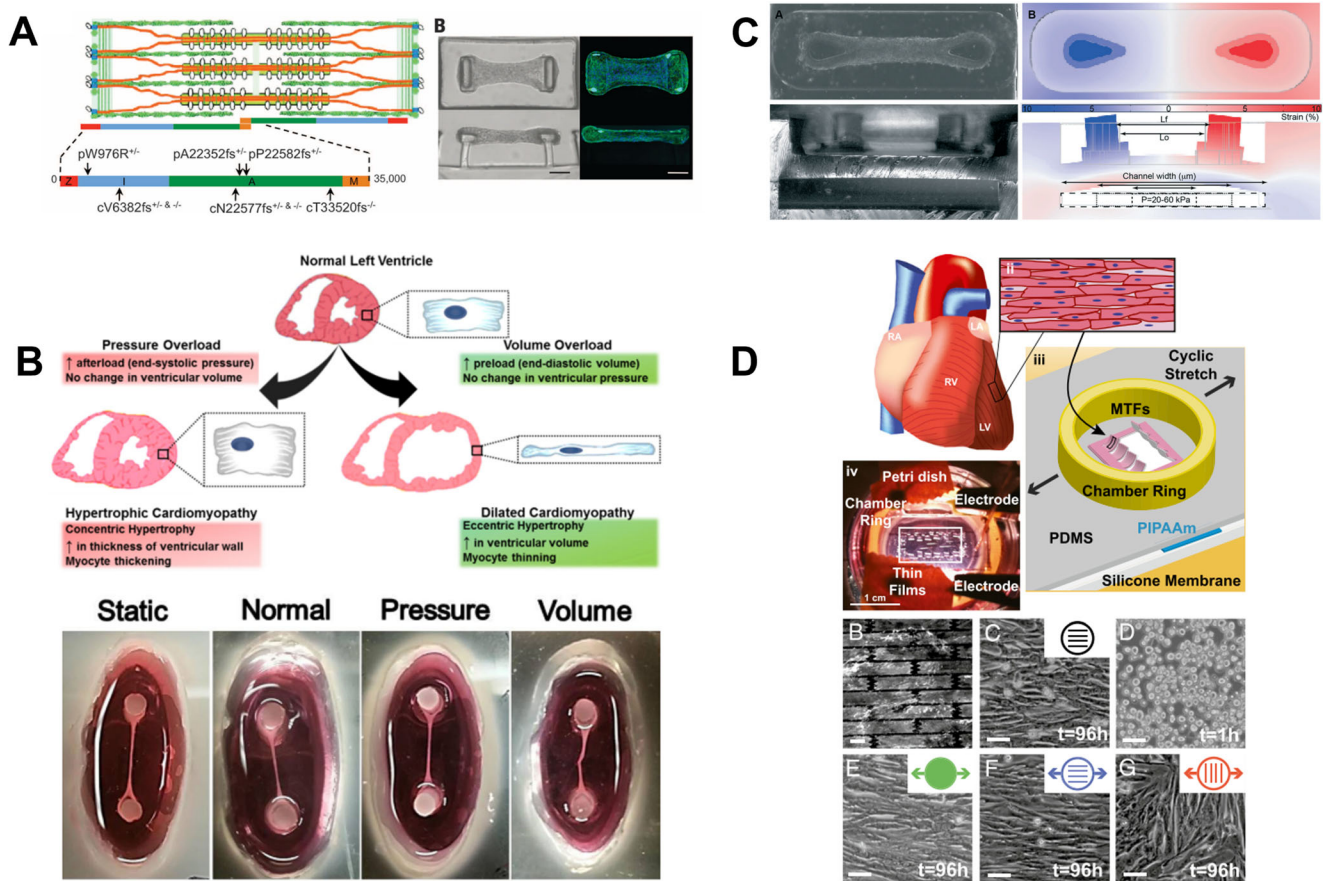 A
B
pW976R+/-
pA22352fs+/-
pP22582fs+/-
0
Z
I
A
M
35,000
cV6382fs+/- & -/-
cN22577fs+/- & -/-
cT33520fs-/-
C
A
B
10
5
0
5
10
Strain (%)
Lf
Lo
Channel width (μm)
P=20-60 kPa
B
Normal Left Ventricle
Pressure Overload
↑ afterload (end-systolic pressure)
No change in ventricular volume
Volume Overload
↑ preload (end-diastolic volume)
No change in ventricular pressure
Hypertrophic Cardiomyopathy
Concentric Hypertrophy
↑ in thickness of ventricular wall
Myocyte thickening
Dilated Cardiomyopathy
Eccentric Hypertrophy
↑ in ventricular volume
Myocyte thinning
Static
Normal
Pressure
Volume
D
RA
LA
RV
LV
ii
iii
Cyclic
Stretch
MTFs
Chamber Ring
PDMS
PIPAAm
Silicone Membrane
iv
Petri dish
Chamber
Ring
Electrode
Thin
Films
Electrode
1 cm
B
C
t=96h
D
t=1h
E
t=96h
F
t=96h
G
t=96h